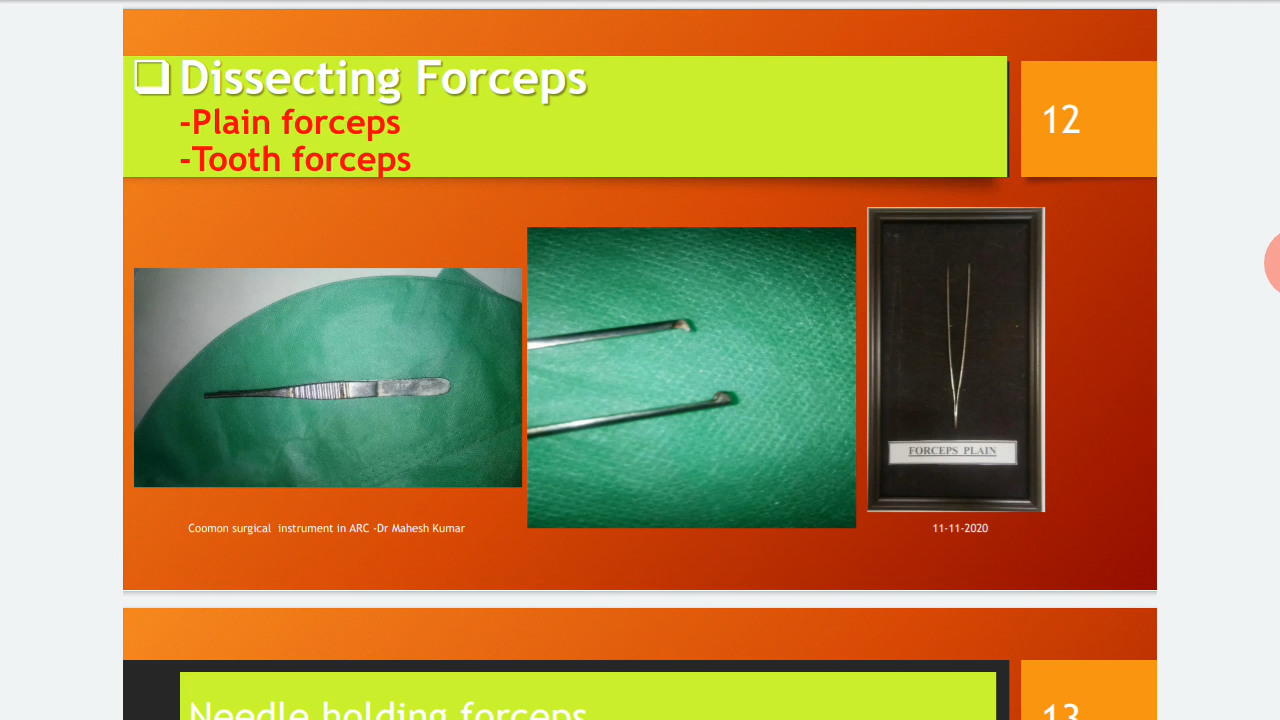 ❑ Dissecting Forceps
-Plain forceps
-Tooth forceps
12
FORCEPS PLAIN
Coomon surgical instrument in ARC -Dr Mahesh Kumar
11-11-2020
Needle holding forceps
13